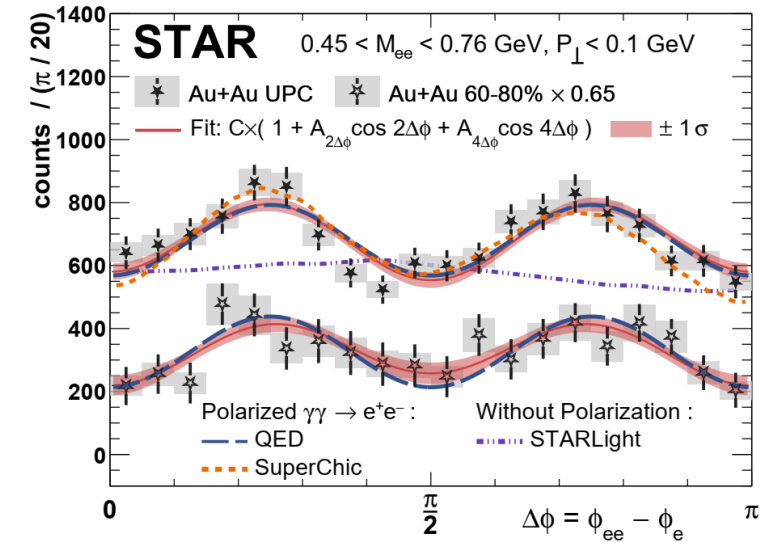 1400
1200
1000
800
600
400
200
0
counts / (π / 20)
STAR 0.45 < M_ee < 0.76 GeV, P_⊥ < 0.1 GeV
Au+Au UPC Au+Au 60-80% × 0.65
Fit: C×( 1 + A_2Δϕ cos 2Δϕ + A_4Δϕ cos 4Δϕ ) ± 1 σ
Polarized γγ → e⁺e⁻ : Without Polarization :
QED STARLight
SuperChic
0 π/2 π
Δϕ = ϕ_ee − ϕ_e